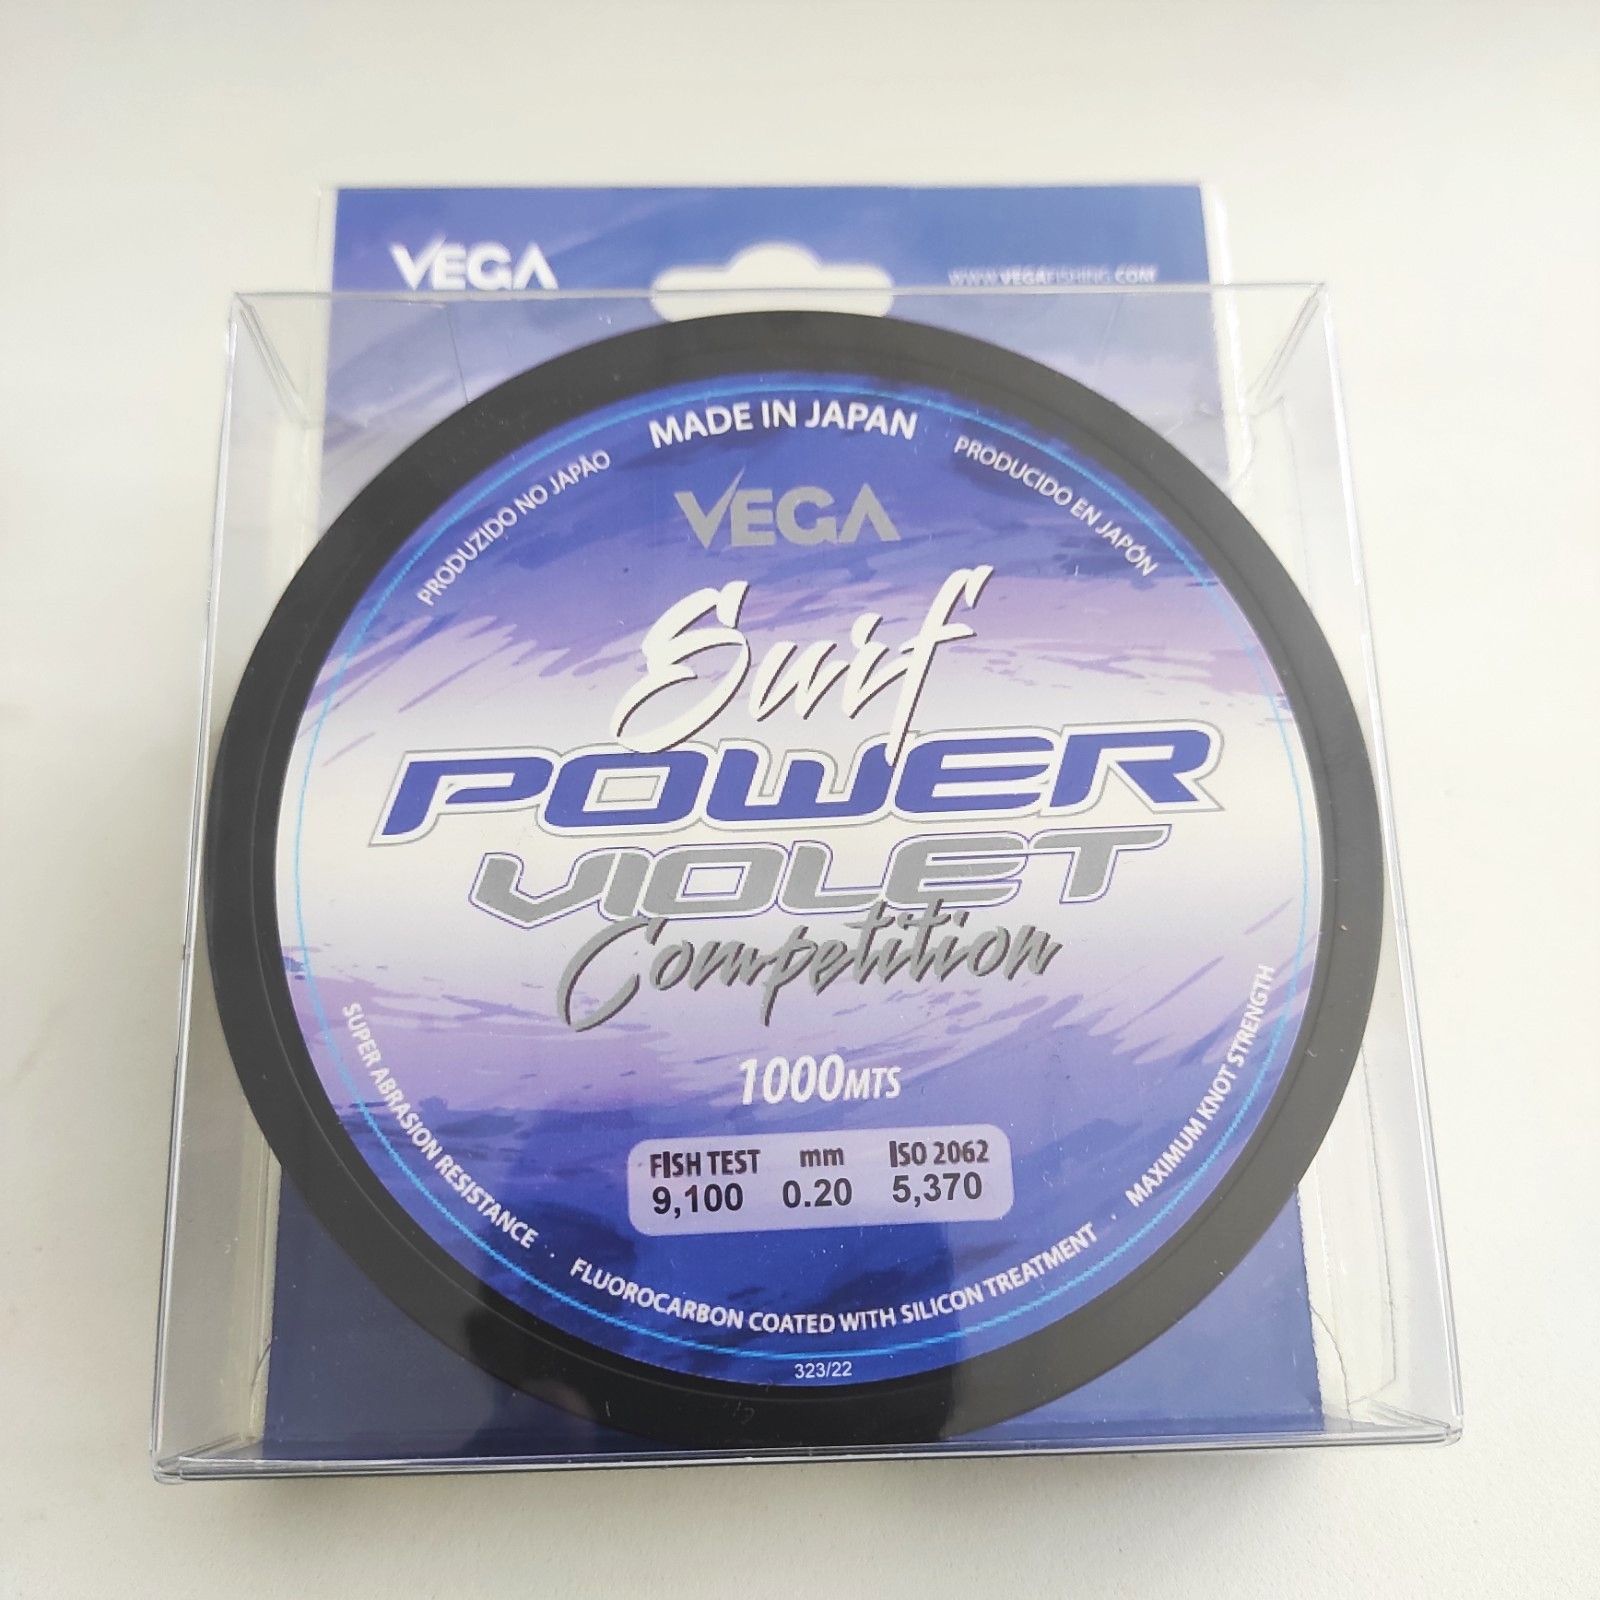 VEGA
WWW.VEGAFISHING.COM
MADE IN JAPAN
PRODUZIDO NO JAPÃO
PRODUCIDO EN JAPÓN
VEGA
Surf
POWER
VIOLET
Competition
1000MTS
FISH TEST mm ISO 2062
9,100 0.20 5,370
SUPER ABRASION RESISTANCE · FLUOROCARBON COATED WITH SILICON TREATMENT · MAXIMUM KNOT STRENGTH
323/22